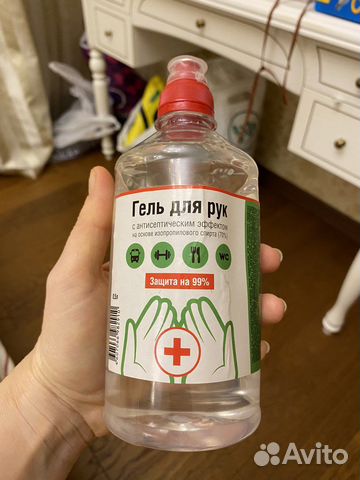 Гель для рук
с антисептическим эффектом
на основе изопропилового спирта (70%)
WC
Защита на 99%
Avito